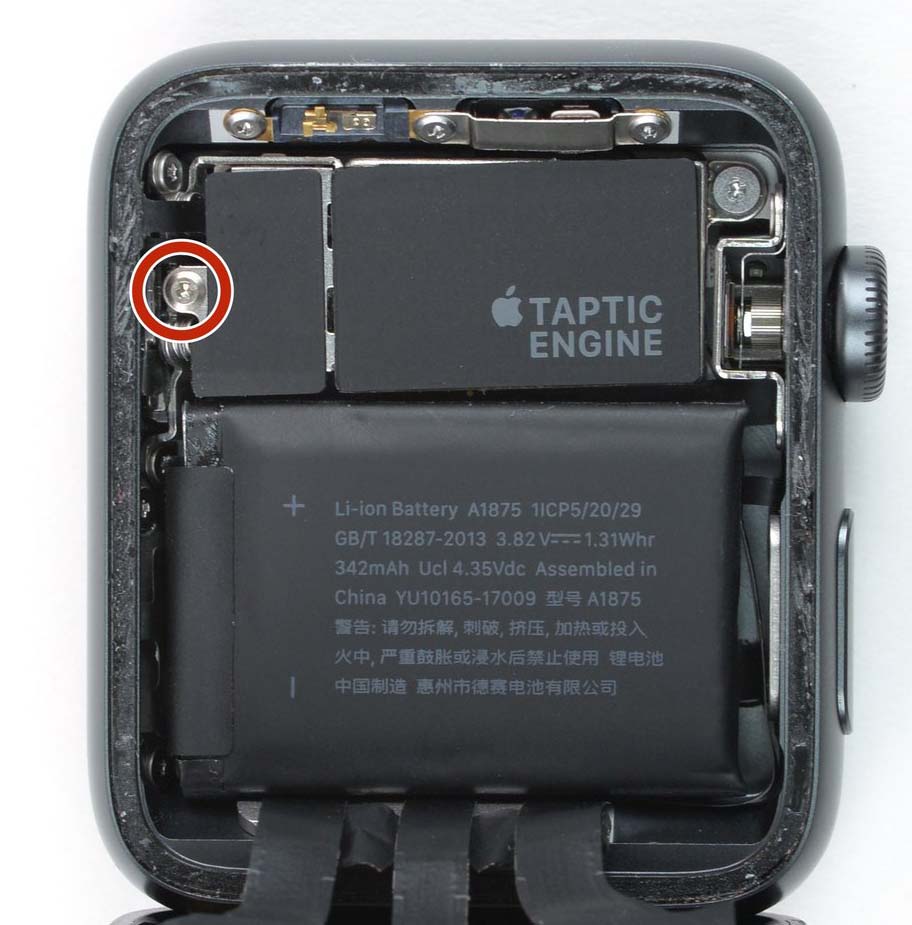 TAPTIC
ENGINE
+ Li-ion Battery A1875 1ICP5/20/29
GB/T 18287-2013 3.82V⎓1.31Whr
342mAh Ucl 4.35Vdc Assembled in
China YU10165-17009 型号 A1875
警告: 请勿拆解, 刺破, 挤压, 加热或投入
火中, 严重鼓胀或浸水后禁止使用 锂电池
中国制造 惠州市德赛电池有限公司